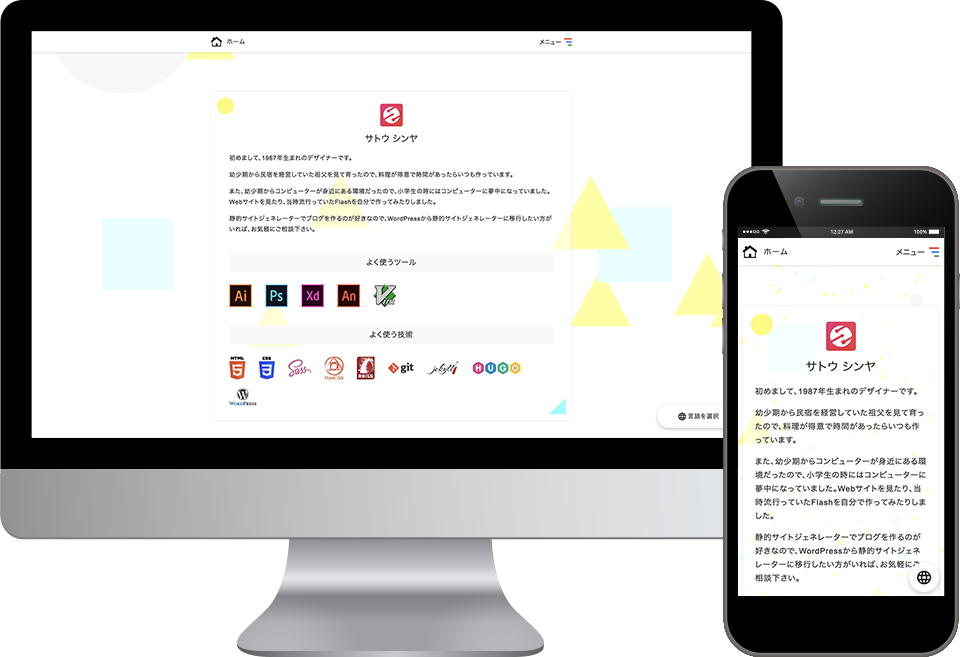 ホーム
メニュー
サトウ シンヤ
初めまして、1987年生まれのデザイナーです。
幼少期から民宿を経営していた祖父を見て育ったので、料理が得意で時間があったらいつも作っています。
また、幼少期からコンピューターが身近にある環境だったので、小学生の時にはコンピューターに夢中になっていました。
Webサイトを見たり、当時流行っていたFlashを自分で作ってみたりしました。
静的サイトジェネレーターでブログを作るのが好きなので、WordPressから静的サイトジェネレーターに移行したい方が
いれば、お気軽にご相談下さい。
よく使うツール
Ai Ps Xd An
よく使う技術
HTML 5 CSS 3 Sass PostCSS RAILS git jekyll HUGO
WORDPRESS
言語を選択
12:27 AM
100%
ホーム
メニュー
サトウ シンヤ
初めまして、1987年生まれのデザイナーです。
幼少期から民宿を経営していた祖父を見て育っ
たので、料理が得意で時間があったらいつも作
っています。
また、幼少期からコンピューターが身近にある環
境だったので、小学生の時にはコンピューターに
夢中になっていました。Webサイトを見たり、当
時流行っていたFlashを自分で作ってみたりしま
した。
静的サイトジェネレーターでブログを作るのが
好きなので、WordPressから静的サイトジェネ
レーターに移行したい方がいれば、お気軽にご
相談下さい。